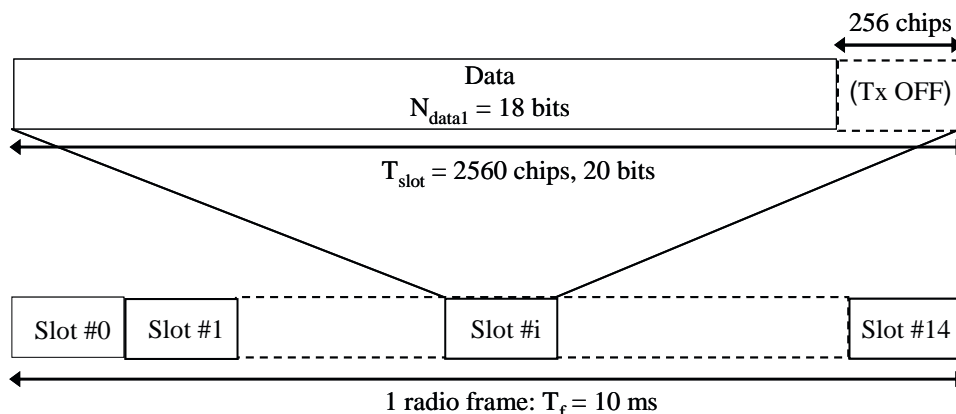 256 chips
Data
N_data1 = 18 bits
(Tx OFF)
T_slot = 2560 chips, 20 bits
Slot #0 Slot #1 Slot #i Slot #14
1 radio frame: T_f = 10 ms